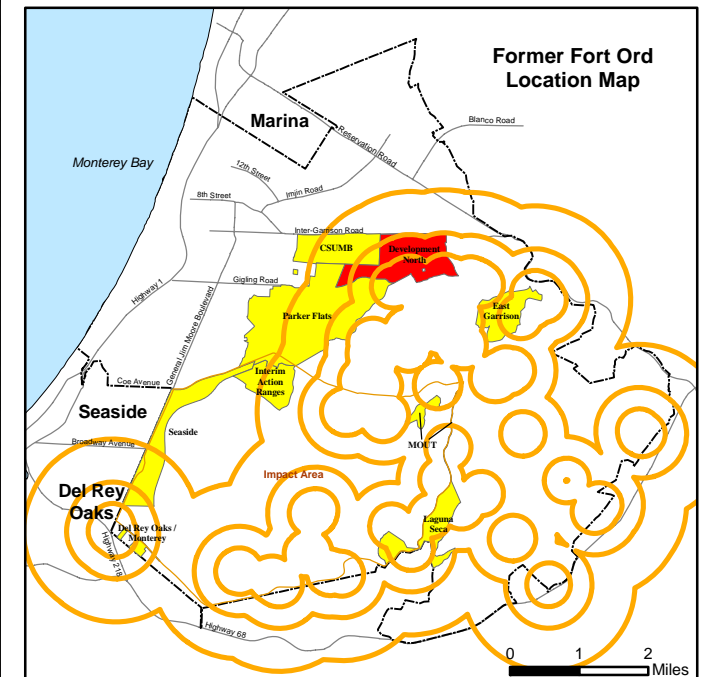 Former Fort Ord
Location Map
Marina
Blanco Road
Reservation Road
Monterey Bay
12th Street
Imjin Road
8th Street
Inter-Garrison Road
CSUMB
Development
North
Highway 1
Gigling Road
General Jim Moore Boulevard
Parker Flats
East
Garrison
Interim
Action
Ranges
Coe Avenue
Seaside
Seaside
Broadway Avenue
MOUT
Impact Area
Del Rey
Oaks
Laguna
Seca
Del Rey Oaks /
Monterey
Highway 218
Highway 68
0 1 2
Miles